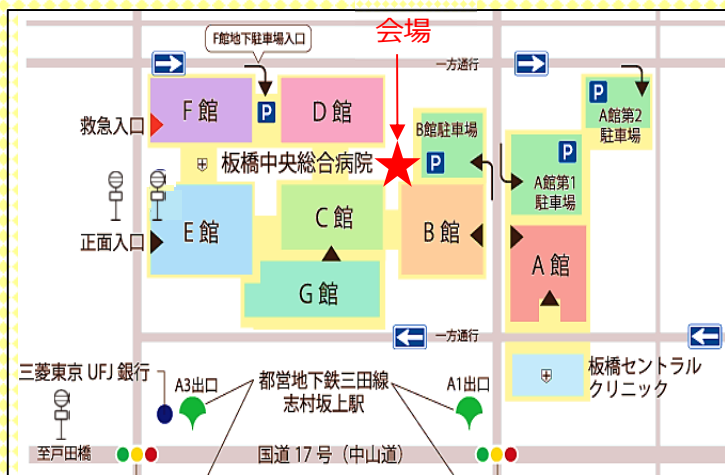 会場
F館地下駐車場入口
一方通行
P
F館
D館
P
A館第2
駐車場
救急入口
B館駐車場
P
P
板橋中央総合病院
A館第1
駐車場
正面入口
E館
C館
B館
A館
G館
一方通行
三菱東京UFJ銀行
A3出口
都営地下鉄三田線
志村坂上駅
A1出口
板橋セントラル
クリニック
至戸田橋
国道17号（中山道）